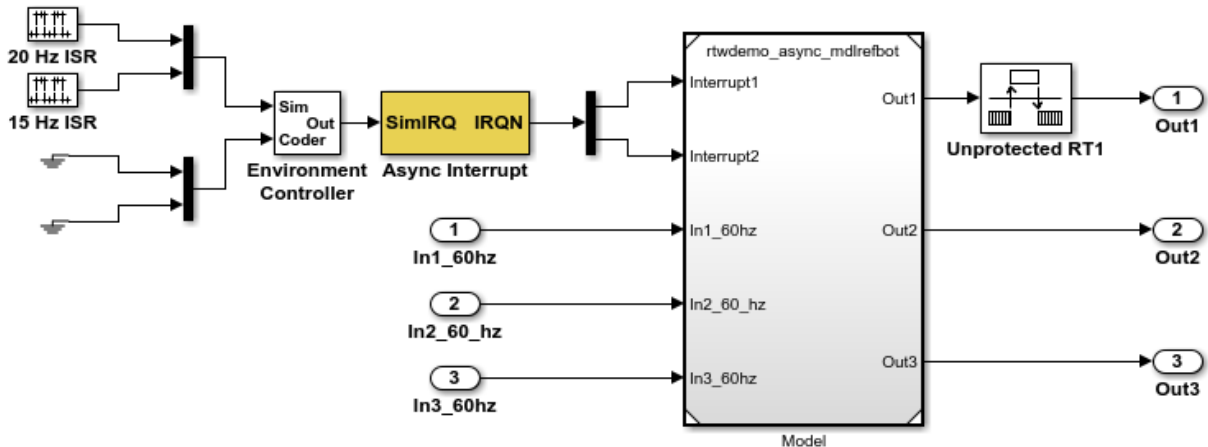 20 Hz ISR
15 Hz ISR
Sim
Out
Coder
Environment
Controller
SimIRQ IRQN
Async Interrupt
rtwdemo_async_mdlrefbot
Interrupt1
Interrupt2
In1_60hz
In2_60_hz
In3_60hz
Out1
Out2
Out3
Model
1
In1_60hz
2
In2_60_hz
3
In3_60hz
Unprotected RT1
1
Out1
2
Out2
3
Out3